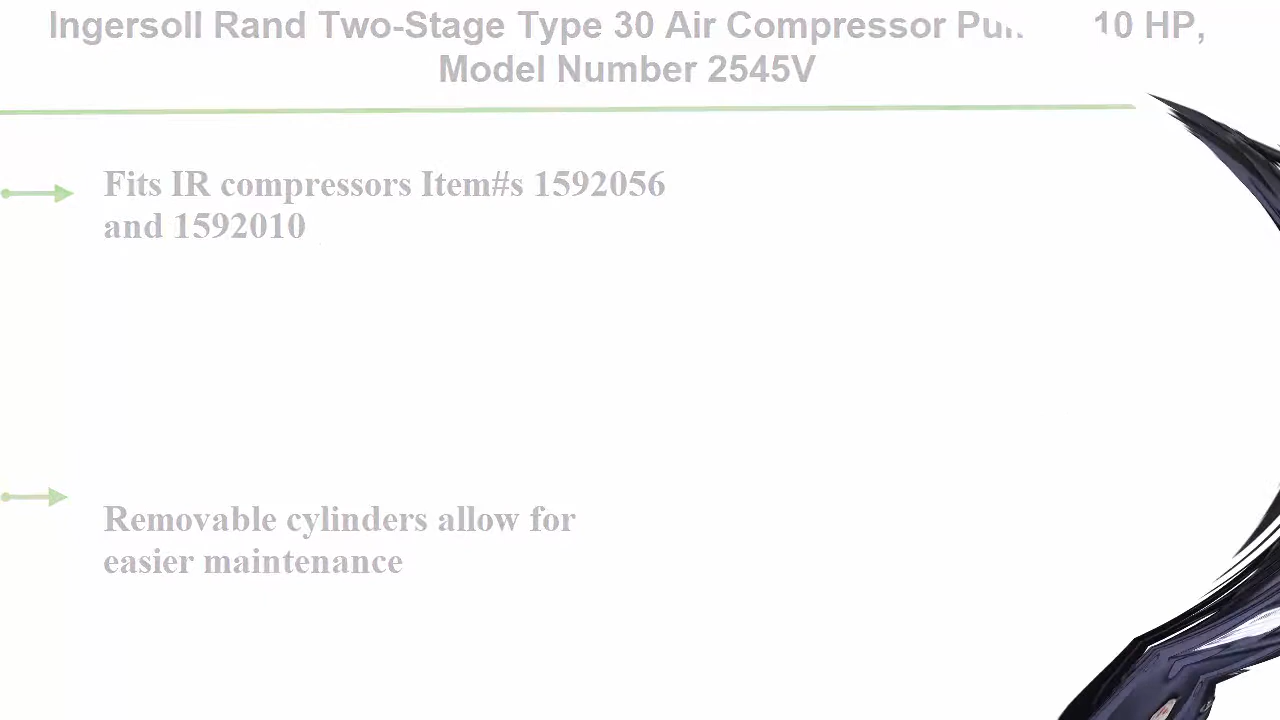 Ingersoll Rand Two-Stage Type 30 Air Compressor 10 HP,
Model Number 2545V
Fits IR compressors Item#s 1592056
and 1592010
Removable cylinders allow for
easier maintenance